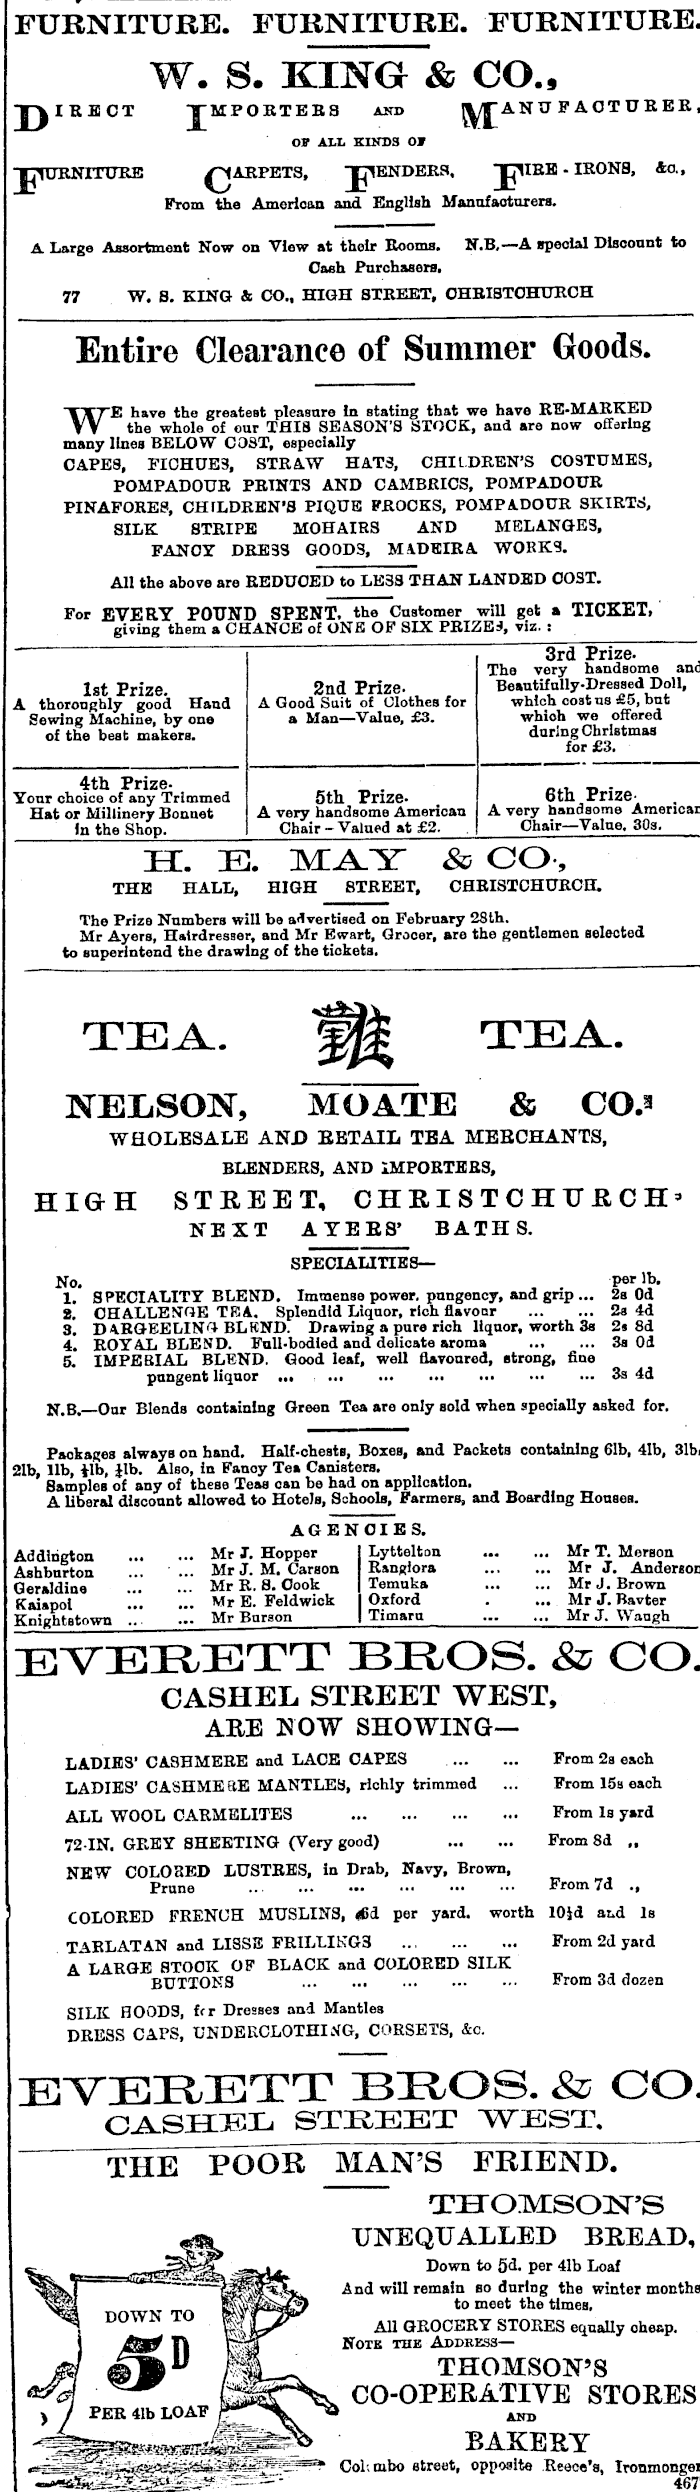 FURNITURE. FURNITURE. FURNITURE.
W. S. KING & CO.,
DIRECT IMPORTERS AND MANUFACTURER,
OF ALL KINDS OF
FURNITURE CARPETS, FENDERS, FIRE-IRONS, &c.,
From the American and English Manufacturers.
A Large Assortment Now on View at their Rooms. N.B.—A special Discount to
Cash Purchasers.
77 W. S. KING & CO., HIGH STREET, CHRISTCHURCH
Entire Clearance of Summer Goods.
WE have the greatest pleasure in stating that we have RE-MARKED
the whole of our THIS SEASON'S STOCK, and are now offering
many lines BELOW COST, especially
CAPES, FICHUES, STRAW HATS, CHILDREN'S COSTUMES,
POMPADOUR PRINTS AND CAMBRICS, POMPADOUR
PINAFORES, CHILDREN'S PIQUE FROCKS, POMPADOUR SKIRTS,
SILK STRIPE MOHAIRS AND MELANGES,
FANCY DRESS GOODS, MADEIRA WORKS.
All the above are REDUCED to LESS THAN LANDED COST.
For EVERY POUND SPENT, the Customer will get a TICKET,
giving them a CHANCE of ONE OF SIX PRIZES, viz.:
1st Prize.
A thoroughly good Hand
Sewing Machine, by one
of the best makers.
2nd Prize.
A Good Suit of Clothes for
a Man—Value, £3.
3rd Prize.
The very handsome and
Beautifully-Dressed Doll,
which cost us £5, but
which we offered
during Christmas
for £3.
4th Prize.
Your choice of any Trimmed
Hat or Millinery Bonnet
in the Shop.
5th Prize.
A very handsome American
Chair – Valued at £2.
6th Prize.
A very handsome American
Chair—Value, 30s.
H. E. MAY & CO.,
THE HALL, HIGH STREET, CHRISTCHURCH.
The Prize Numbers will be advertised on February 28th.
Mr Ayers, Hairdresser, and Mr Ewart, Grocer, are the gentlemen selected
to superintend the drawing of the tickets.
TEA. TEA.
NELSON, MOATE & CO.,
WHOLESALE AND RETAIL TEA MERCHANTS,
BLENDERS, AND IMPORTERS,
HIGH STREET, CHRISTCHURCH,
NEXT AYERS' BATHS.
SPECIALITIES—
No. per lb.
1. SPECIALITY BLEND. Immense power, pungency, and grip ... 2s 0d
2. CHALLENGE TEA. Splendid Liquor, rich flavour ... ... 2s 4d
3. DARGEELING BLEND. Drawing a pure rich liquor, worth 3s 2s 8d
4. ROYAL BLEND. Full-bodied and delicate aroma ... ... 3s 0d
5. IMPERIAL BLEND. Good leaf, well flavoured, strong, fine
pungent liquor ... ... ... ... ... ... ... 3s 4d
N.B.—Our Blends containing Green Tea are only sold when specially asked for.
Packages always on hand. Half-chests, Boxes, and Packets containing 6lb, 4lb, 3lb,
2lb, 1lb, ½lb, ¼lb. Also, in Fancy Tea Canisters.
Samples of any of these Teas can be had on application.
A liberal discount allowed to Hotels, Schools, Farmers, and Boarding Houses.
AGENCIES.
Addington ... ... Mr J. Hopper
Ashburton ... ... Mr J. M. Carson
Geraldine ... ... Mr R. S. Cook
Kaiapoi ... ... Mr E. Feldwick
Knightstown ... ... Mr Burson
Lyttelton ... ... Mr T. Merson
Rangiora ... ... Mr J. Anderson
Temuka ... ... Mr J. Brown
Oxford . ... Mr J. Baxter
Timaru ... ... Mr J. Waugh
EVERETT BROS. & CO.
CASHEL STREET WEST,
ARE NOW SHOWING—
LADIES' CASHMERE and LACE CAPES ... ... From 2s each
LADIES' CASHMERE MANTLES, richly trimmed ... From 15s each
ALL WOOL CARMELITES ... ... ... ... From 1s yard
72-IN. GREY SHEETING (Very good) ... ... From 8d „
NEW COLORED LUSTRES, in Drab, Navy, Brown,
Prune ... ... ... ... ... ... From 7d „
COLORED FRENCH MUSLINS, 6d per yard. worth 10½d and 1s
TARLATAN and LISSE FRILLINGS ... ... ... From 2d yard
A LARGE STOCK OF BLACK and COLORED SILK
BUTTONS ... ... ... ... ... From 3d dozen
SILK HOODS, for Dresses and Mantles
DRESS CAPS, UNDERCLOTHING, CORSETS, &c.
EVERETT BROS. & CO.
CASHEL STREET WEST.
THE POOR MAN'S FRIEND.
DOWN TO
5D
PER 4lb LOAF
THOMSON'S
UNEQUALLED BREAD,
Down to 5d. per 4lb Loaf
And will remain so during the winter months
to meet the times.
All GROCERY STORES equally cheap.
NOTE THE ADDRESS—
THOMSON'S
CO-OPERATIVE STORES
AND
BAKERY
Colombo street, opposite Reece's, Ironmonger
467